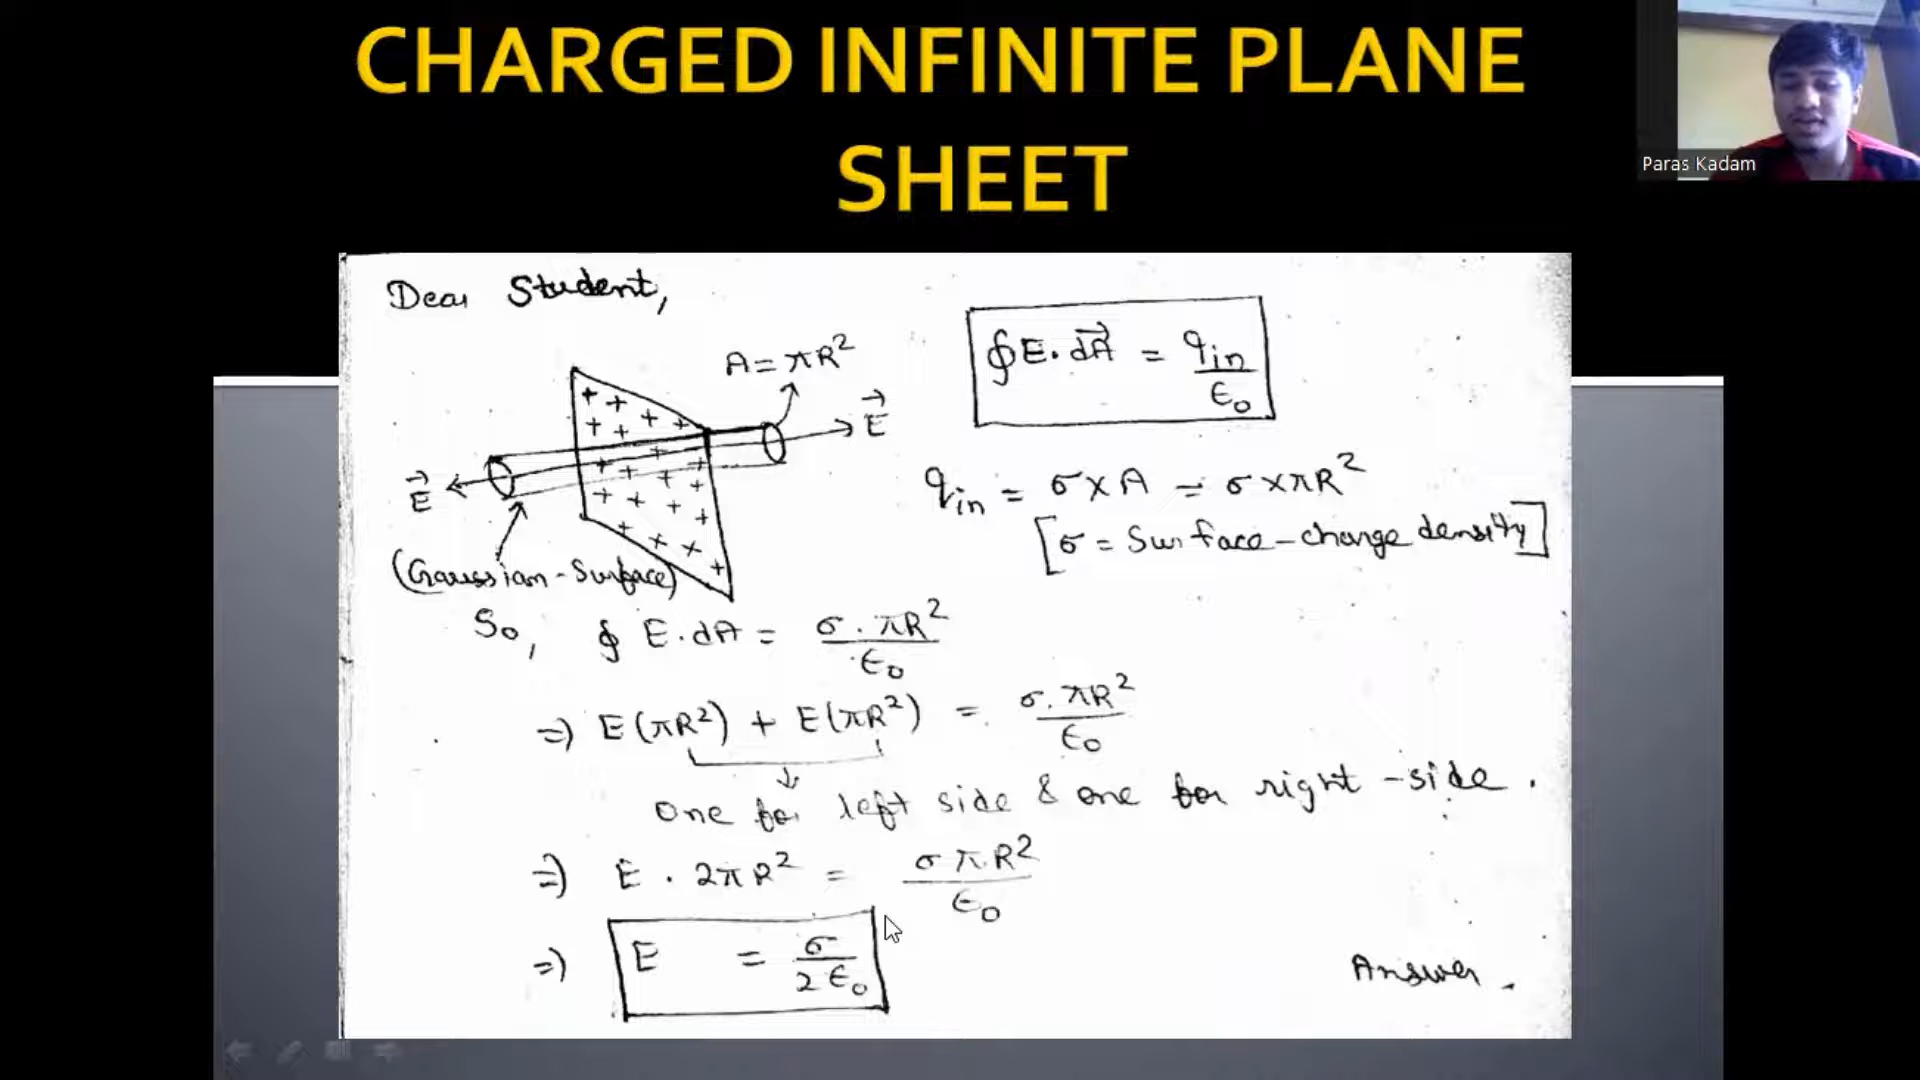 CHARGED INFINITE PLANE
SHEET
Paras Kadam
Dear Student,
A = πR²
∮E.dA⃗ = qin/ϵ₀
E⃗
E⃗
qin = σ×A = σ×πR²
[σ = Surface-charge density]
(Gaussian-Surface)
So, ∮ E.dA = σ.πR²/ϵ₀
⇒ E(πR²) + E(πR²) = σ.πR²/ϵ₀
One for left side & one for right-side.
⇒ E . 2πR² = σπR²/ϵ₀
⇒ E = σ/2ϵ₀
Answer.